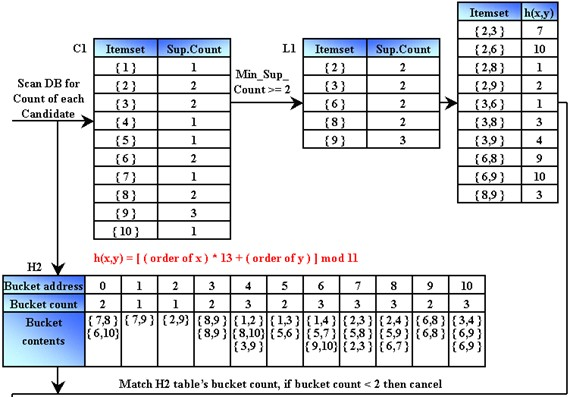 C1
Itemset Sup.Count
{1} 1
{2} 2
{3} 2
{4} 1
{5} 1
{6} 2
{7} 1
{8} 2
{9} 3
{10} 1
Scan DB for
Count of each
Candidate
Min_Sup_
Count >= 2
L1
Itemset Sup.Count
{2} 2
{3} 2
{6} 2
{8} 2
{9} 3
Itemset h(x,y)
{2,3} 7
{2,6} 10
{2,8} 1
{2,9} 2
{3,6} 1
{3,8} 3
{3,9} 4
{6,8} 9
{6,9} 10
{8,9} 3
h(x,y) = [ ( order of x ) * 13 + ( order of y ) ] mod 11
H2
Bucket address 0 1 2 3 4 5 6 7 8 9 10
Bucket count 2 1 1 2 3 2 3 3 3 2 3
Bucket contents
{7,8} {7,9} {2,9} {8,9} {1,2} {1,3} {1,4} {2,3} {2,4} {6,8} {3,4}
{6,10} {8,9} {8,10} {5,6} {5,7} {5,8} {5,9} {6,8} {6,9}
{3,9} {9,10} {2,3} {6,7} {6,9}
Match H2 table's bucket count, if bucket count < 2 then cancel